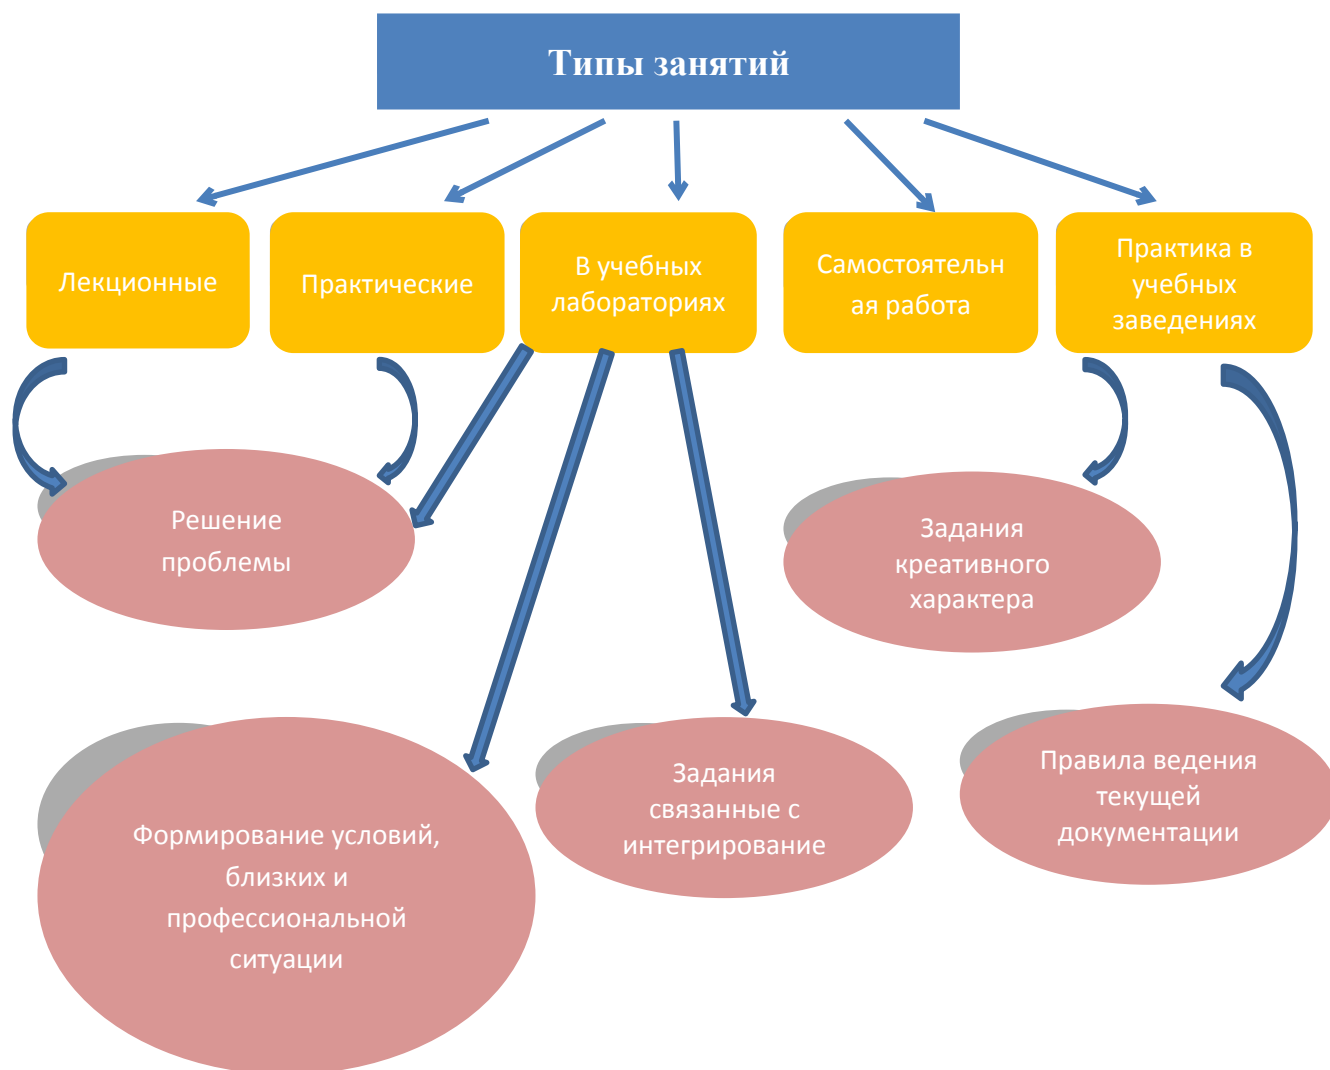 Типы занятий
Лекционные
Практические
В учебных
лабораториях
Самостоятельн
ая работа
Практика в
учебных
заведениях
Решение
проблемы
Задания
креативного
характера
Формирование условий,
близких и
профессиональной
ситуации
Задания
связанные с
интегрирование
Правила ведения
текущей
документации